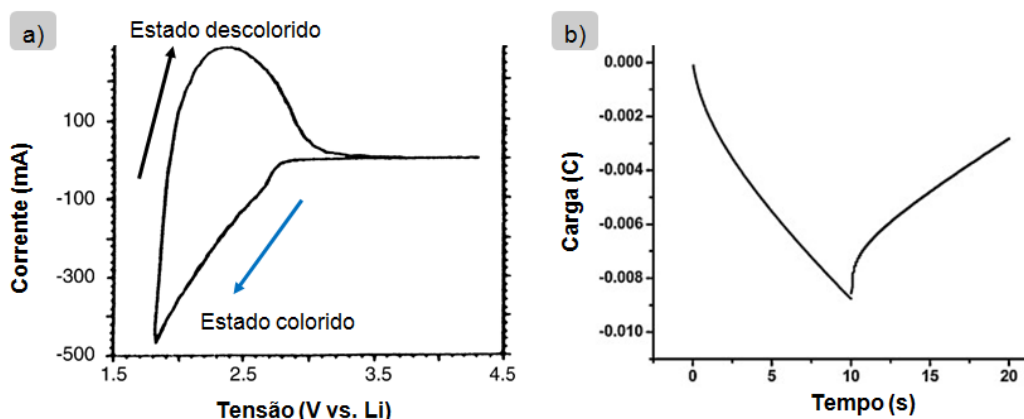 a)
Estado descolorido
Corrente (mA)
100
-100
-300
-500
Estado colorido
1.5
2.5
3.5
4.5
Tensão (V vs. Li)
b)
Carga (C)
0.000
-0.002
-0.004
-0.006
-0.008
-0.010
0
5
10
15
20
Tempo (s)